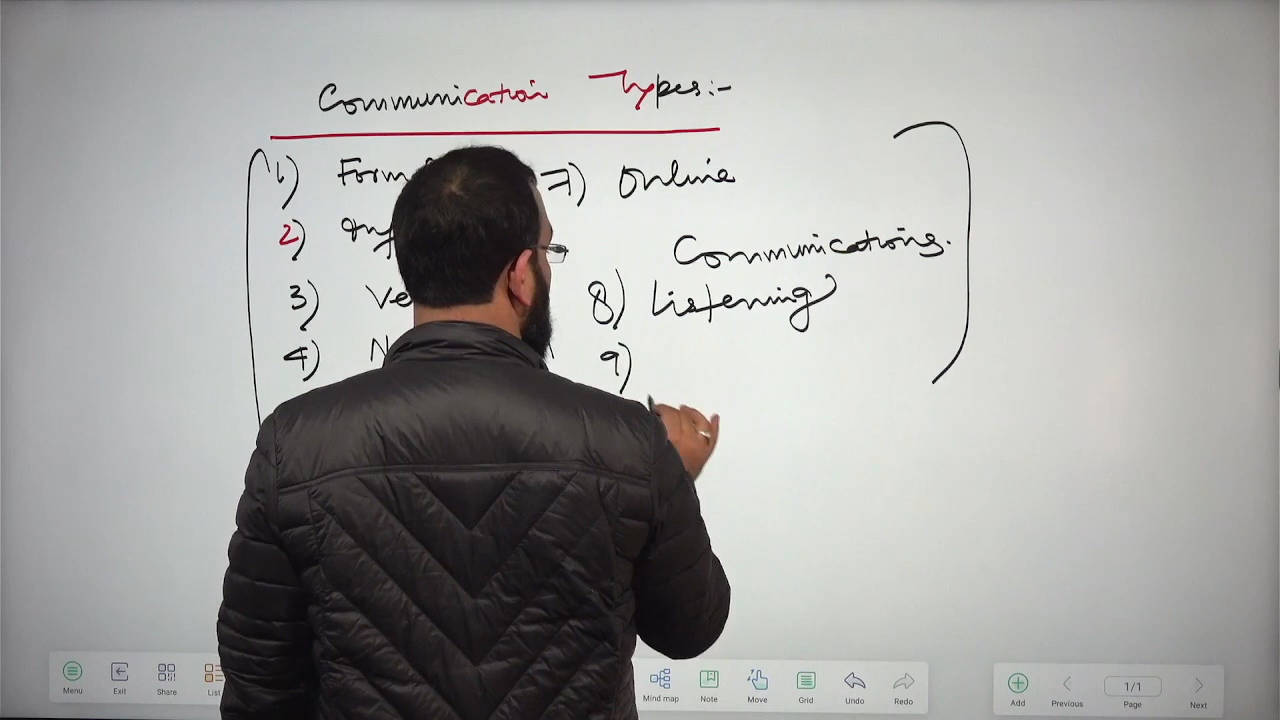 Communication Types:-
1) Form
2) Inf
3) Ve
4) N
7) Online
Communications.
8) Listening
9)
Menu
Exit
Share
List
Mind map
Note
Move
Grid
Undo
Redo
Add
Previous
1/1
Page
Next